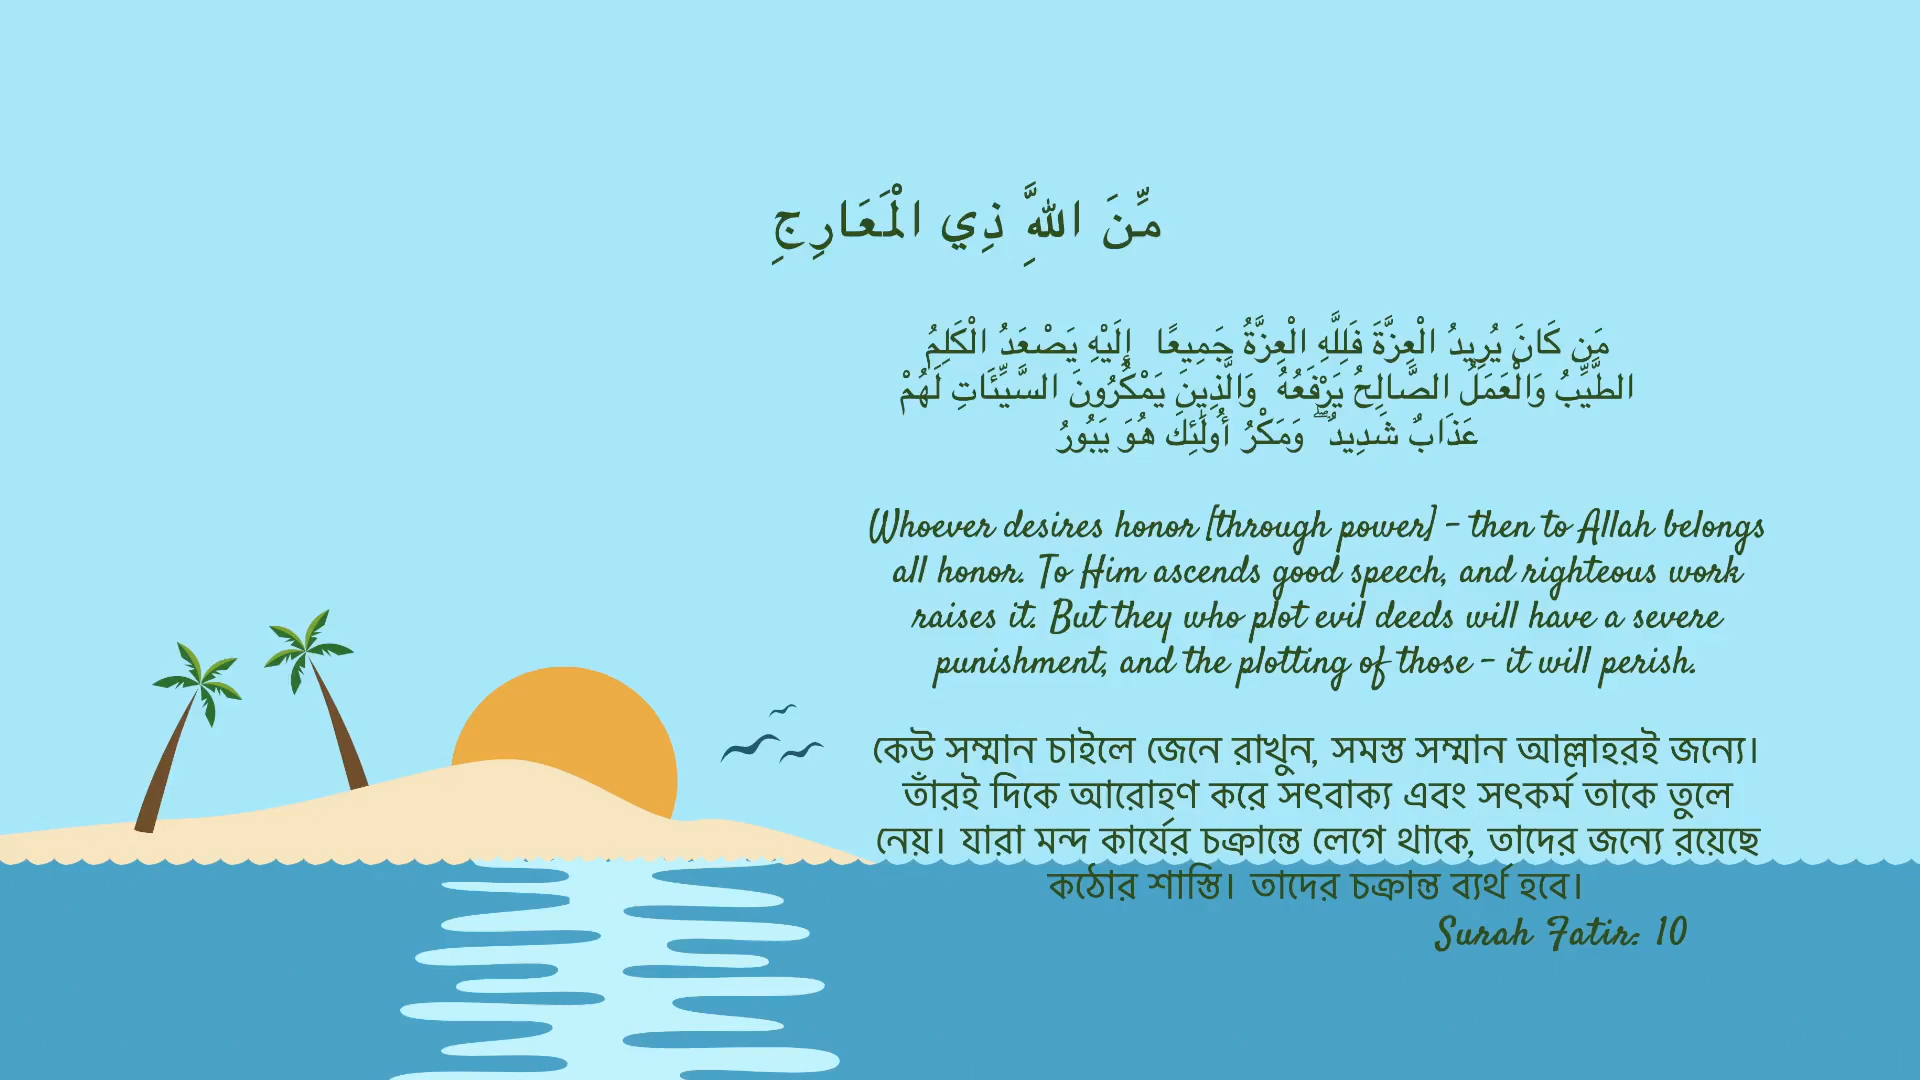 مِّنَ اللَّهِ ذِي الْمَعَارِجِ
مَن كَانَ يُرِيدُ الْعِزَّةَ فَلِلَّهِ الْعِزَّةُ جَمِيعًا إِلَيْهِ يَصْعَدُ الْكَلِمُ
الطَّيِّبُ وَالْعَمَلُ الصَّالِحُ يَرْفَعُهُ وَالَّذِينَ يَمْكُرُونَ السَّيِّئَاتِ لَهُمْ
عَذَابٌ شَدِيدٌ ۖ وَمَكْرُ أُولَٰئِكَ هُوَ يَبُورُ
Whoever desires honor [through power] - then to Allah belongs
all honor. To Him ascends good speech, and righteous work
raises it. But they who plot evil deeds will have a severe
punishment, and the plotting of those - it will perish.
কেউ সম্মান চাইলে জেনে রাখুন, সমস্ত সম্মান আল্লাহরই জন্যে।
তাঁরই দিকে আরোহণ করে সৎবাক্য এবং সৎকর্ম তাকে তুলে
নেয়। যারা মন্দ কার্যের চক্রান্তে লেগে থাকে, তাদের জন্যে রয়েছে
কঠোর শাস্তি। তাদের চক্রান্ত ব্যর্থ হবে।
Surah Fatir: 10